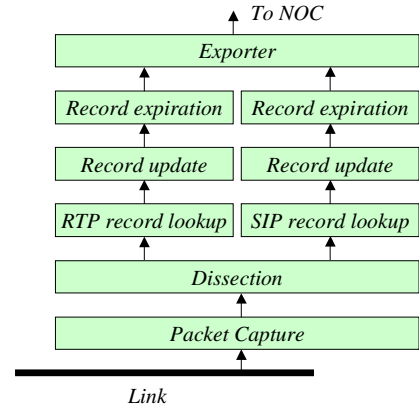 To NOC
Exporter
Record expiration
Record expiration
Record update
Record update
RTP record lookup
SIP record lookup
Dissection
Packet Capture
Link